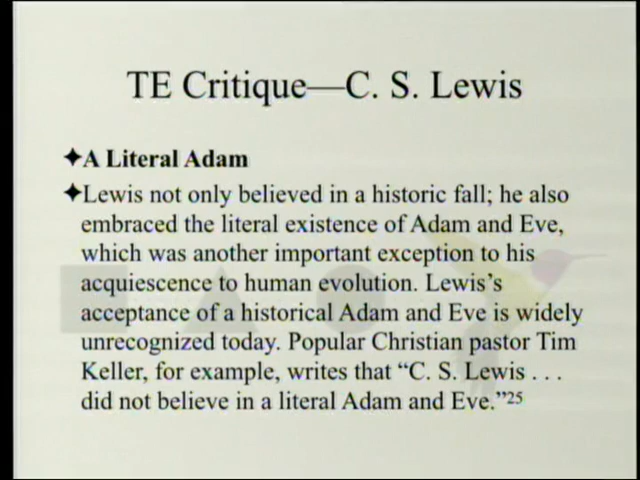 TE Critique—C. S. Lewis
✦A Literal Adam
✦Lewis not only believed in a historic fall; he also
embraced the literal existence of Adam and Eve,
which was another important exception to his
acquiescence to human evolution. Lewis’s
acceptance of a historical Adam and Eve is widely
unrecognized today. Popular Christian pastor Tim
Keller, for example, writes that “C. S. Lewis . . .
did not believe in a literal Adam and Eve.”25